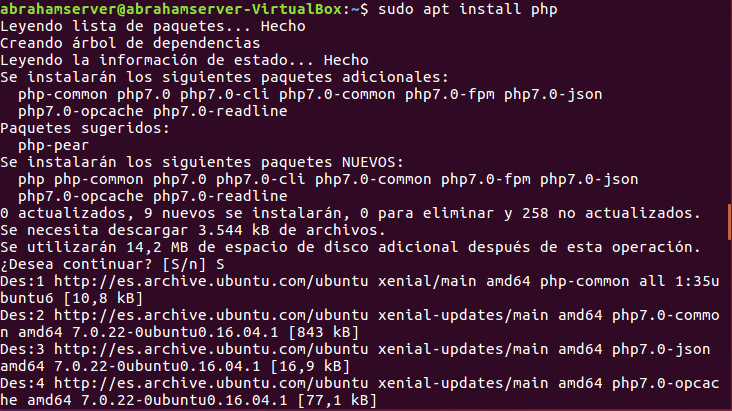 abrahamserver@abrahamserver-VirtualBox:~$ sudo apt install php
Leyendo lista de paquetes... Hecho
Creando árbol de dependencias
Leyendo la información de estado... Hecho
Se instalarán los siguientes paquetes adicionales:
  php-common php7.0 php7.0-cli php7.0-common php7.0-fpm php7.0-json
  php7.0-opcache php7.0-readline
Paquetes sugeridos:
  php-pear
Se instalarán los siguientes paquetes NUEVOS:
  php php-common php7.0 php7.0-cli php7.0-common php7.0-fpm php7.0-json
  php7.0-opcache php7.0-readline
0 actualizados, 9 nuevos se instalarán, 0 para eliminar y 258 no actualizados.
Se necesita descargar 3.544 kB de archivos.
Se utilizarán 14,2 MB de espacio de disco adicional después de esta operación.
¿Desea continuar? [S/n] S
Des:1 http://es.archive.ubuntu.com/ubuntu xenial/main amd64 php-common all 1:35u
buntu6 [10,8 kB]
Des:2 http://es.archive.ubuntu.com/ubuntu xenial-updates/main amd64 php7.0-commo
n amd64 7.0.22-0ubuntu0.16.04.1 [843 kB]
Des:3 http://es.archive.ubuntu.com/ubuntu xenial-updates/main amd64 php7.0-json
amd64 7.0.22-0ubuntu0.16.04.1 [16,9 kB]
Des:4 http://es.archive.ubuntu.com/ubuntu xenial-updates/main amd64 php7.0-opcac
he amd64 7.0.22-0ubuntu0.16.04.1 [77,1 kB]